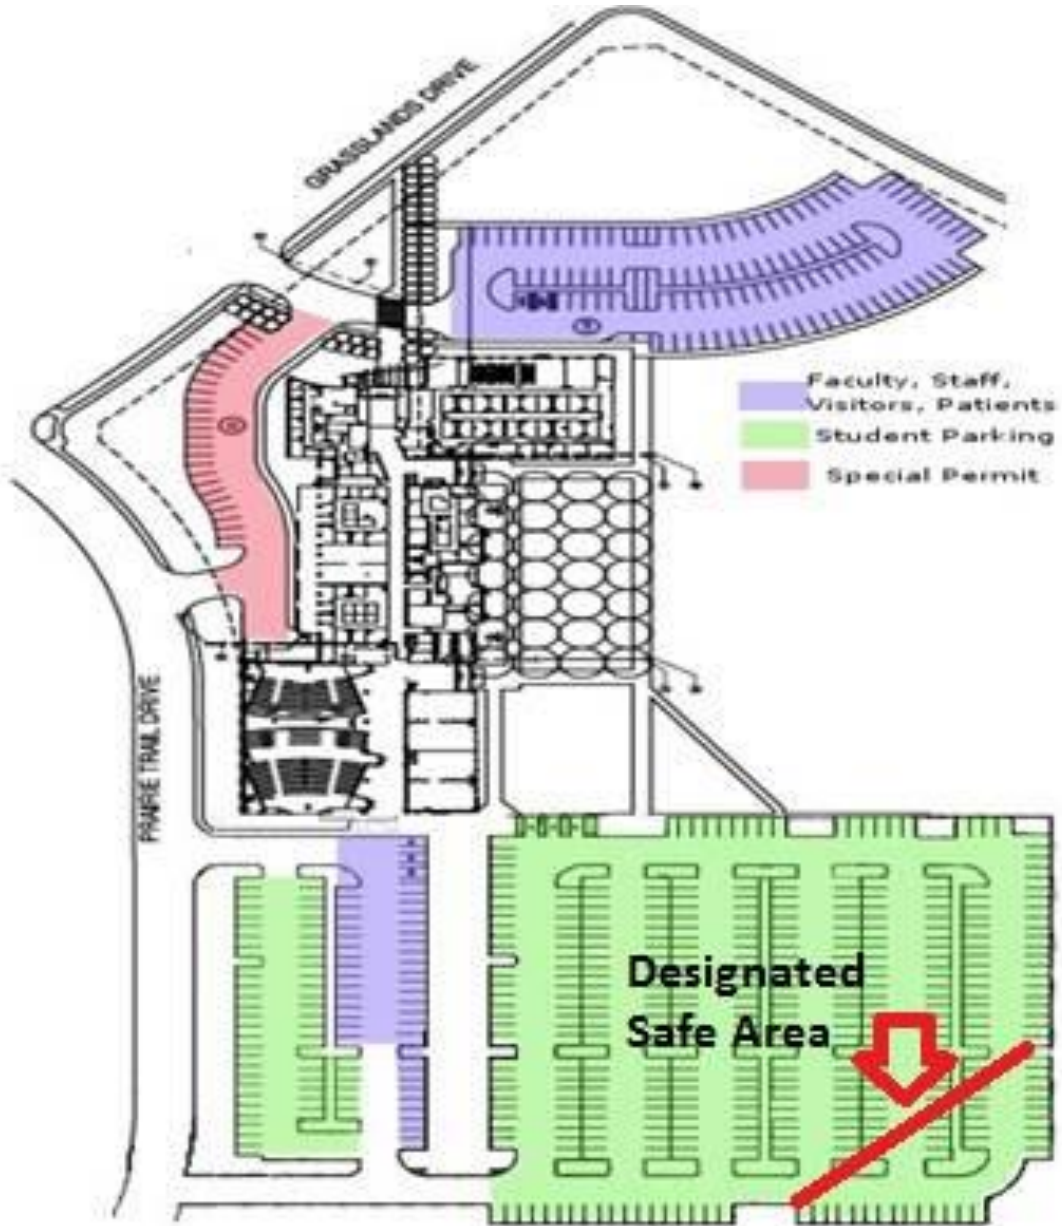 GRASSLANDS DRIVE
Faculty, Staff,
Visitors, Patients
Student Parking
Special Permit
PRAIRIE TRAIL DRIVE
Designated
Safe Area